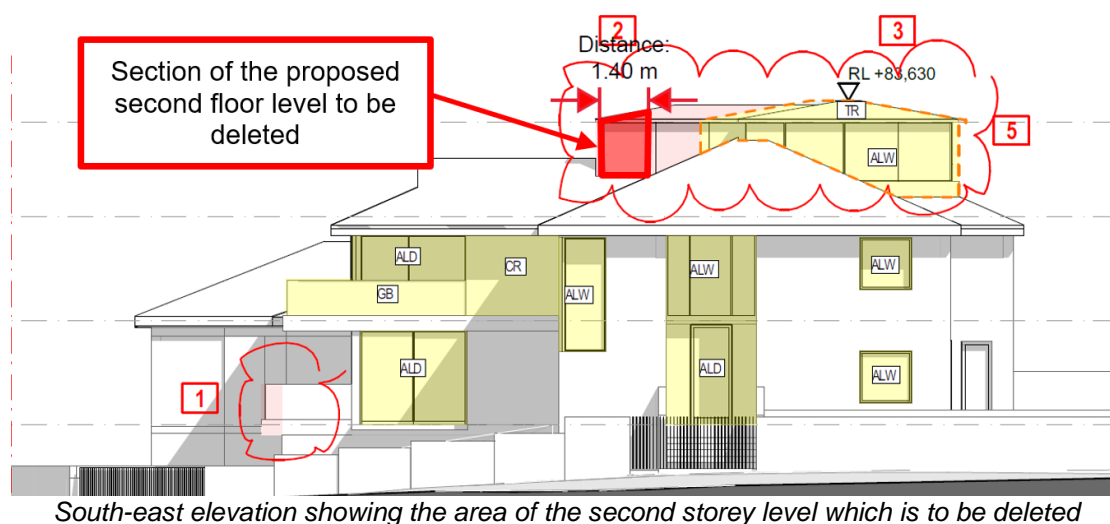 2
3
Distance:
1.40 m
Section of the proposed
second floor level to be
deleted
RL +83,630
TR
5
ALW
ALD
CR
ALW
ALW
GB
ALW
ALD
ALD
ALW
1
South-east elevation showing the area of the second storey level which is to be deleted